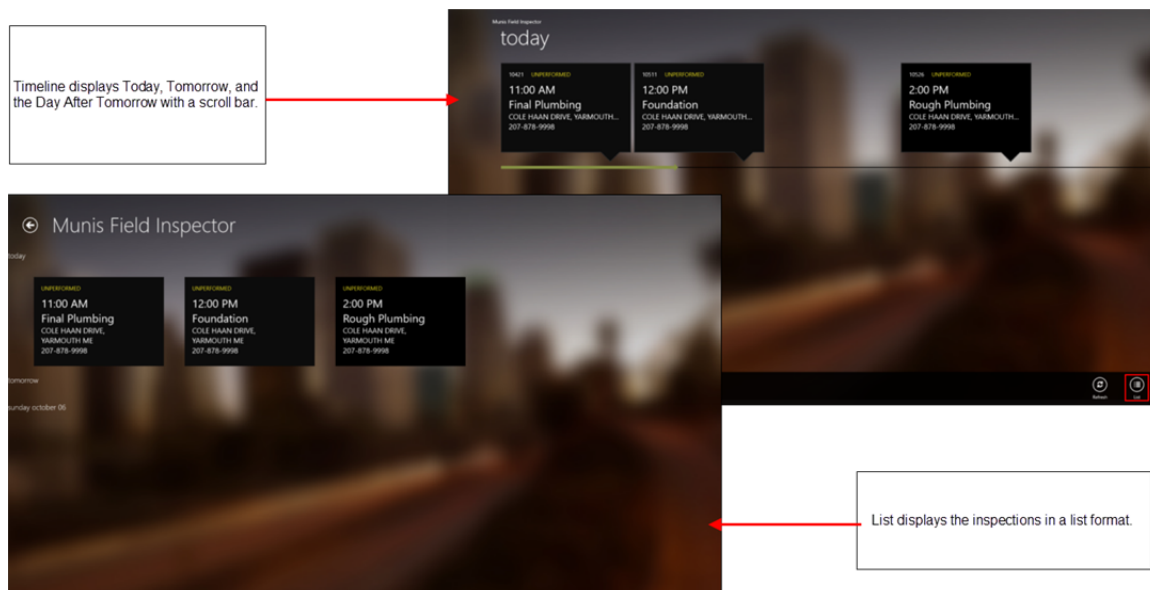 Timeline displays Today, Tomorrow, and
the Day After Tomorrow with a scroll bar.
Munis Field Inspector
today
10421 UNPERFORMED
11:00 AM
Final Plumbing
COLE HAAN DRIVE, YARMOUTH...
207-878-9998
10511 UNPERFORMED
12:00 PM
Foundation
COLE HAAN DRIVE, YARMOUTH...
207-878-9998
10526 UNPERFORMED
2:00 PM
Rough Plumbing
COLE HAAN DRIVE, YARMOUTH...
207-878-9998
Refresh
List
Munis Field Inspector
today
UNPERFORMED
11:00 AM
Final Plumbing
COLE HAAN DRIVE,
YARMOUTH ME
207-878-9998
UNPERFORMED
12:00 PM
Foundation
COLE HAAN DRIVE,
YARMOUTH ME
207-878-9998
UNPERFORMED
2:00 PM
Rough Plumbing
COLE HAAN DRIVE,
YARMOUTH ME
207-878-9998
tomorrow
sunday october 06
List displays the inspections in a list format.